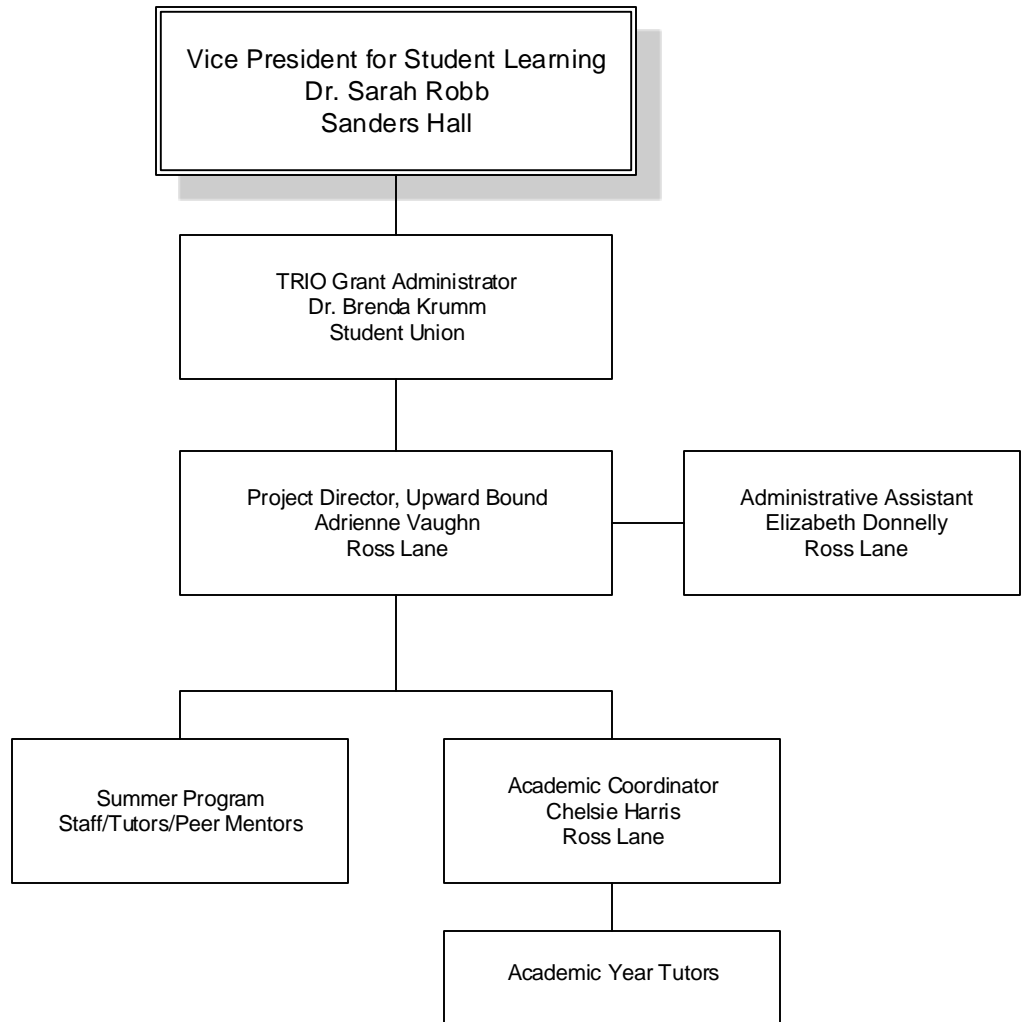 Vice President for Student Learning
Dr. Sarah Robb
Sanders Hall
TRIO Grant Administrator
Dr. Brenda Krumm
Student Union
Project Director, Upward Bound
Adrienne Vaughn
Ross Lane
Administrative Assistant
Elizabeth Donnelly
Ross Lane
Summer Program
Staff/Tutors/Peer Mentors
Academic Coordinator
Chelsie Harris
Ross Lane
Academic Year Tutors